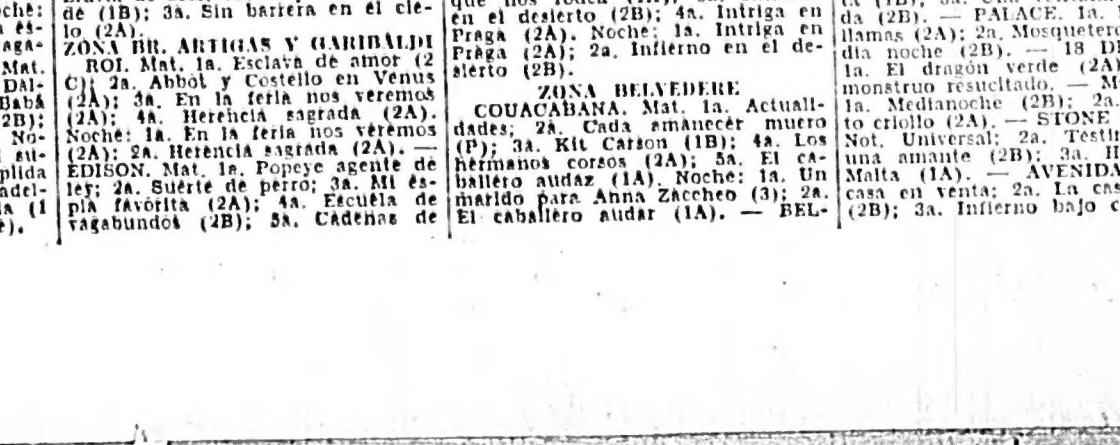 oché:
és-
aga-
Mat.
DAL-
Babá
2B):
No-
su-
plida
adel-
la (1
de (1B); 3a. Sin barrera en el cie-
lo (2A).
ZONA BR. ARTIGAS Y GARIBALDI
ROI. Mat. 1a. Esclava de amor (2
C); 2a. Abbot y Costello en Venus
(2A); 3a. En la feria nos veremos
(2A); 4a. Herencia sagrada (2A).
Noche: 1a. En la feria nos veremos
(2A); 2a. Herencia sagrada (2A). —
EDISON. Mat. 1a. Popeye agente de
ley; 2a. Suerte de perro; 3a. Mi es-
pía favorita (2A); 4a. Escuela de
vagabundos (2B); 5a. Cadenas de
en el desierto (2B); 4a. Intriga en
Praga (2A). Noche: 1a. Intriga en
Praga (2A); 2a. Infierno en el de-
sierto (2B).
ZONA BELVEDERE
COUACABANA. Mat. 1a. Actuali-
dades; 2a. Cada amanecer muero
(P); 3a. Kit Carson (1B); 4a. Los
hermanos corsos (2A); 5a. El ca-
ballero audaz (1A). Noche: 1a. Un
marido para Anna Zaccheo (3); 2a.
El caballero audar (1A). — BEL-
da (2B). — PALACE. 1a.
llamas (2A); 2a. Mosquetero
día noche (2B). — 18 D
1a. El dragón verde (2A)
monstruo resucitado. — M
1a. Medianoche (2B); 2a.
to criollo (2A). — STONE.
Not. Universal; 2a. Testi
una amante (2B); 3a. H
Malta (1A). — AVENIDA
casa en venta; 2a. La ca
(2B); 3a. Infierno bajo c